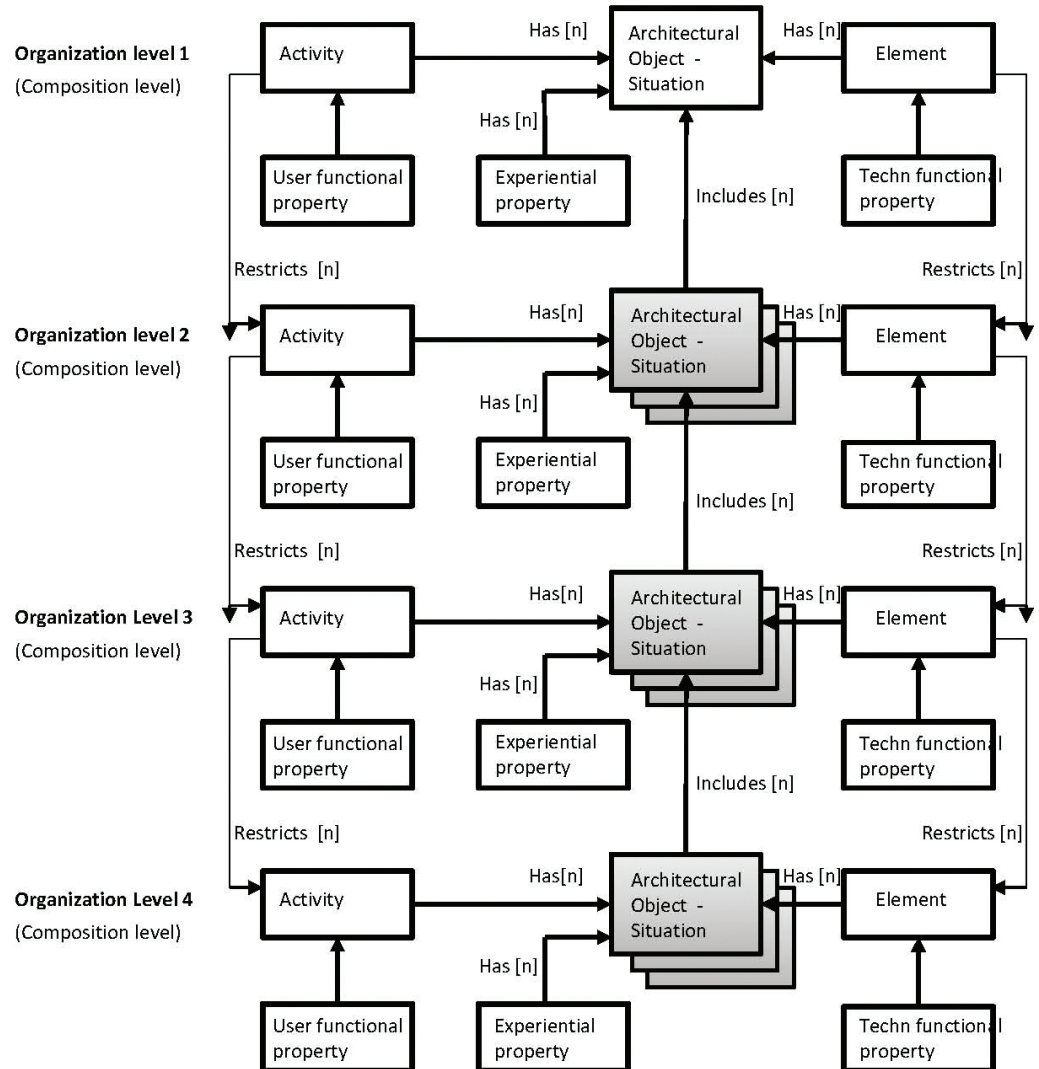 Organization level 1
(Composition level)
Activity
Has [n]
Architectural
Object  -
Situation
Has [n]
Element
Has [n]
User functional
property
Experiential
property
Techn functional
property
Includes [n]
Restricts  [n]
Restricts [n]
Organization level 2
(Composition level)
Activity
Has[n]
Architectural
Object  -
Situation
Has [n]
Element
Has [n]
User functional
property
Experiential
property
Techn functional
property
Includes [n]
Restricts  [n]
Restricts [n]
Organization Level 3
(Composition level)
Activity
Has[n]
Architectural
Object  -
Situation
Has [n]
Element
Has [n]
User functional
property
Experiential
property
Techn functional
property
Includes [n]
Restricts  [n]
Restricts [n]
Organization Level 4
(Composition level)
Activity
Has[n]
Architectural
Object  -
Situation
Has [n]
Element
Has [n]
User functional
property
Experiential
property
Techn functional
property